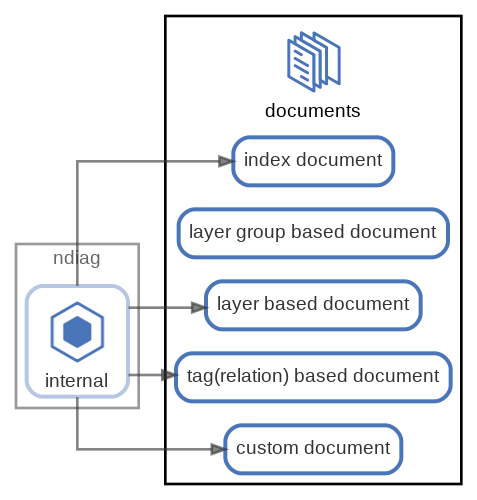 documents
index document
layer group based document
ndiag
layer based document
internal
tag(relation) based document
custom document